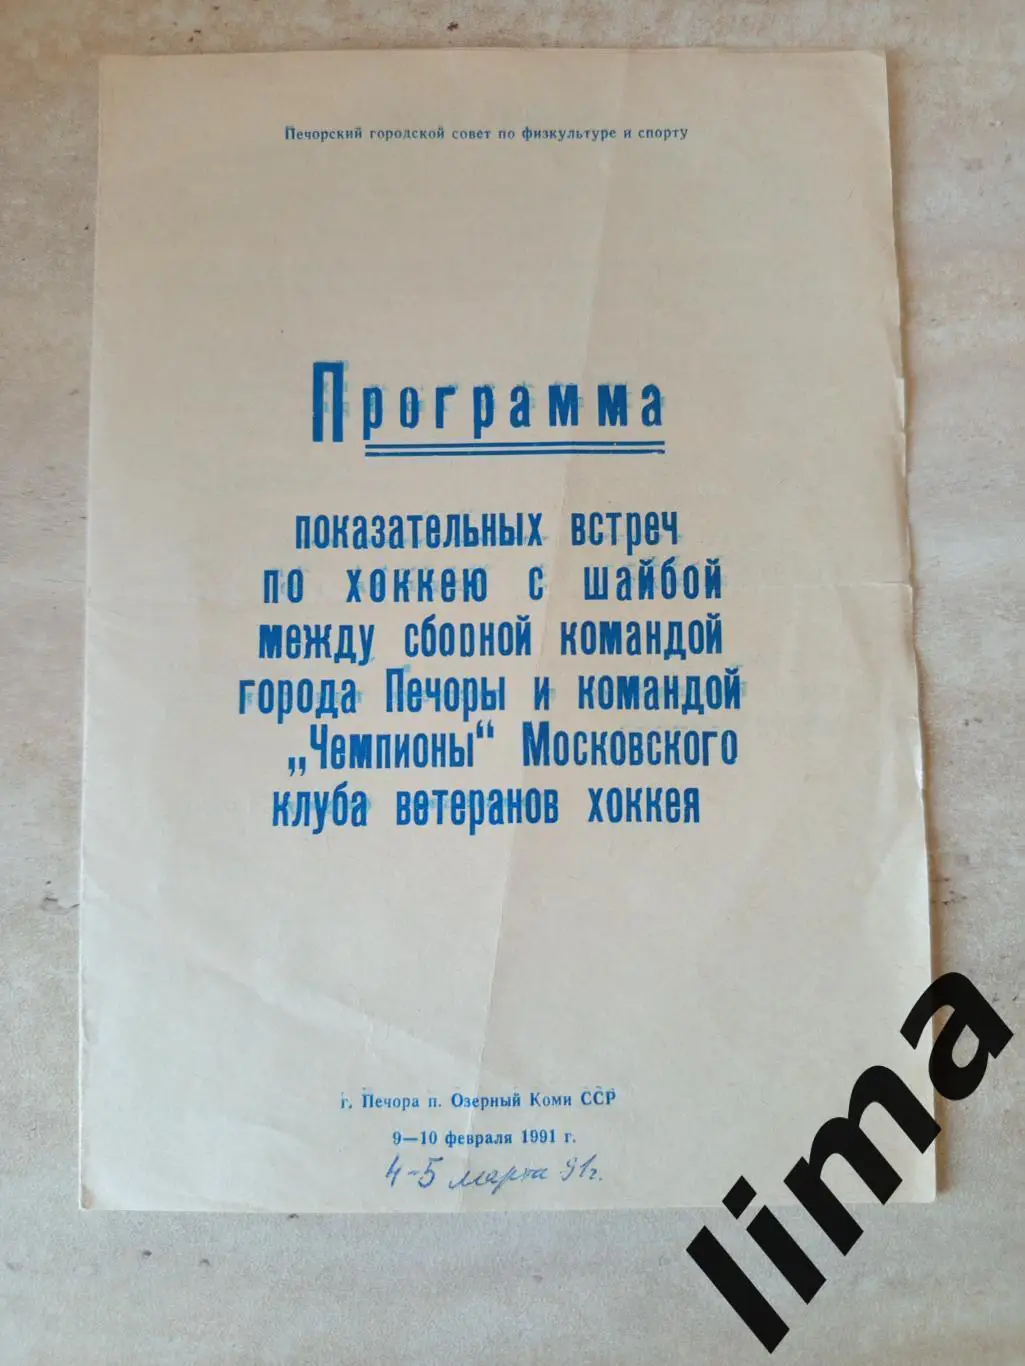 Печорский городской совет по физкультуре и спорту
Программа
показательных встреч
по хоккею с шайбой
между сборной командой
города Печоры и командой
„Чемпионы“ Московского
клуба ветеранов хоккея
г. Печора п. Озерный Коми ССР
9—10 февраля 1991 г.
4-5 марта 91г.
lima